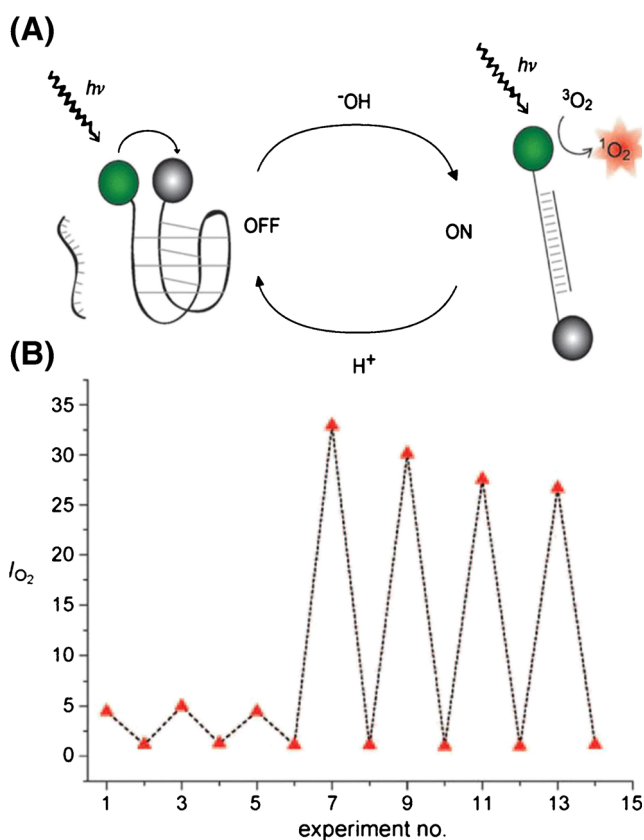 (A)
hν
hν
⁻OH
³O₂
¹O₂
OFF
ON
H⁺
(B)
35
30
25
20
15
10
5
0
I_O₂
1 3 5 7 9 11 13 15
experiment no.